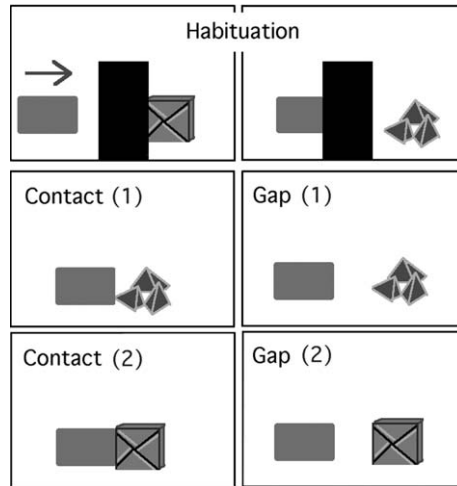 Habituation
Contact (1)
Gap (1)
Contact (2)
Gap (2)